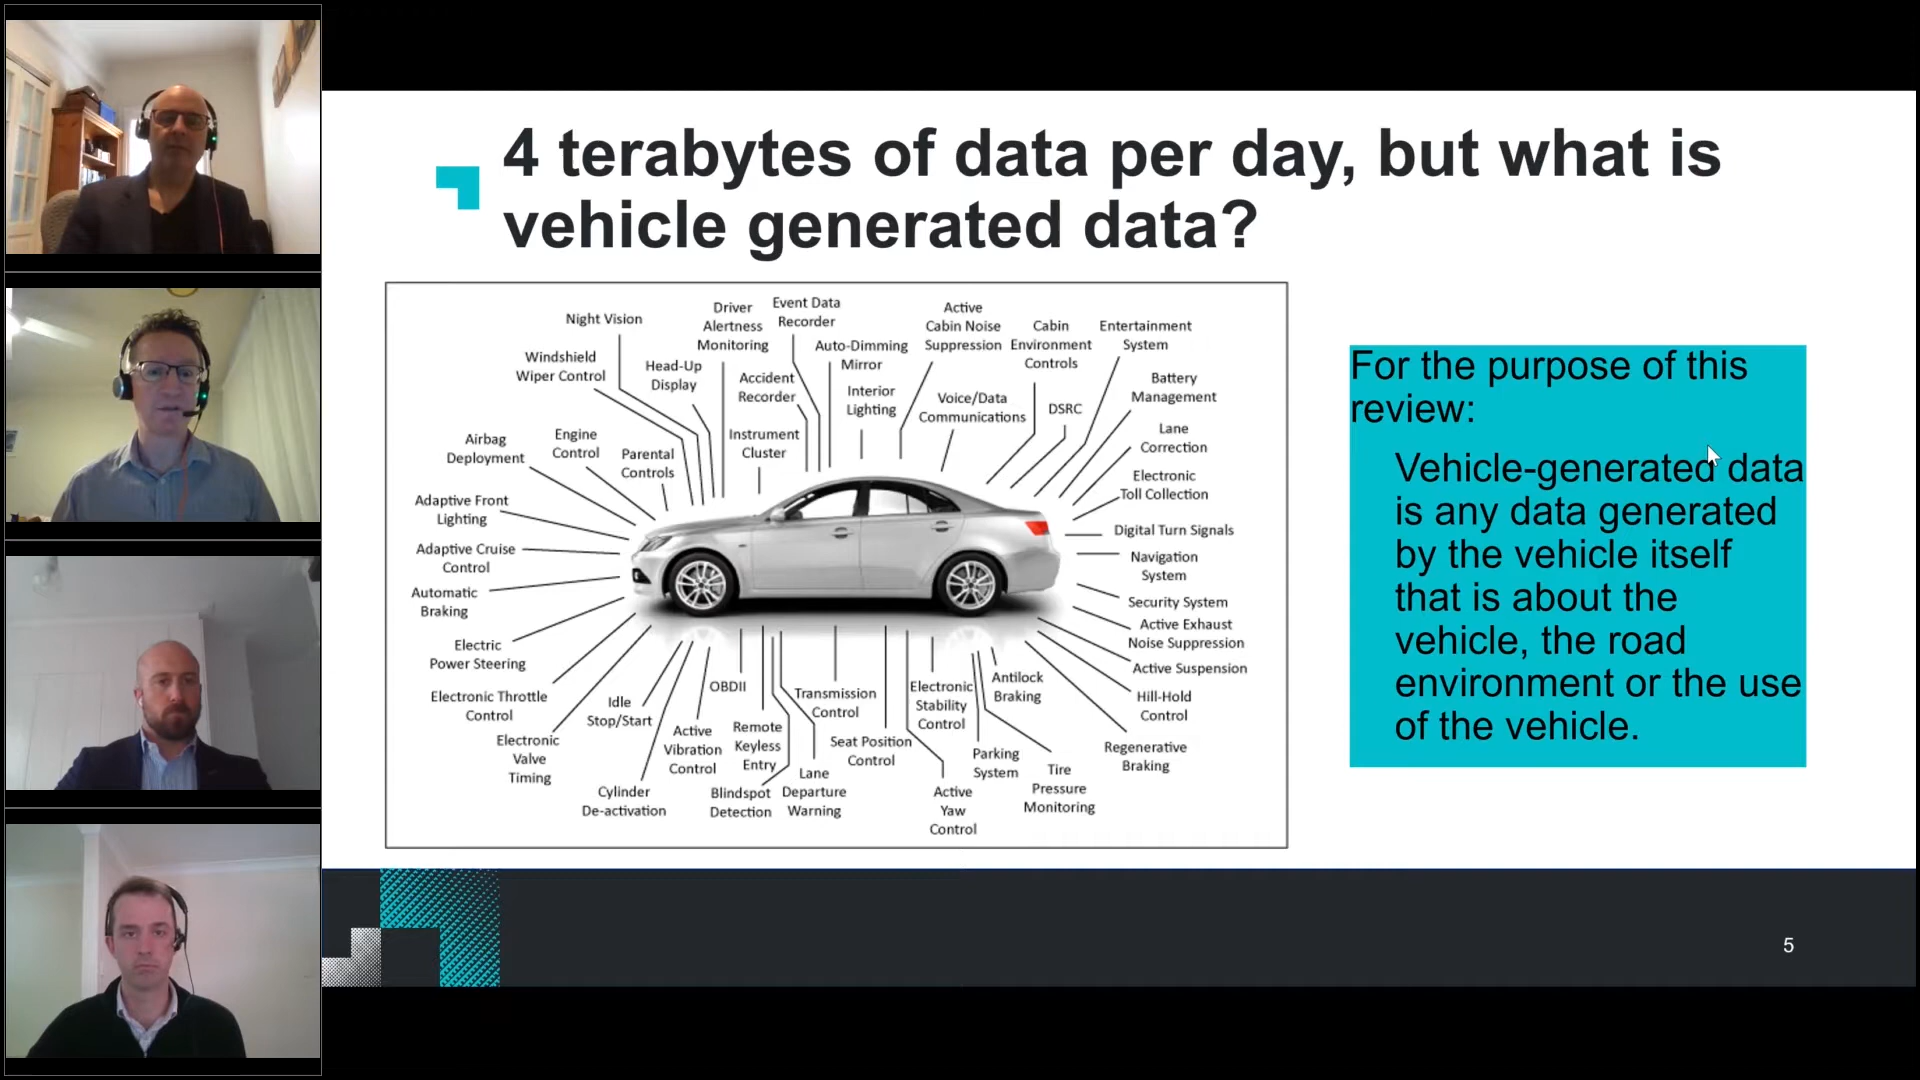 4 terabytes of data per day, but what is
vehicle generated data?
Night Vision
Driver
Alertness
Monitoring
Event Data
Recorder
Active
Cabin Noise
Suppression
Cabin
Environment
Controls
Entertainment
System
Windshield
Wiper Control
Head-Up
Display
Accident
Recorder
Auto-Dimming
Mirror
Interior
Lighting
Voice/Data
Communications
DSRC
Battery
Management
Lane
Correction
Airbag
Deployment
Engine
Control
Parental
Controls
Instrument
Cluster
Electronic
Toll Collection
Adaptive Front
Lighting
Digital Turn Signals
Adaptive Cruise
Control
Navigation
System
Automatic
Braking
Security System
Electric
Power Steering
Active Exhaust
Noise Suppression
Active Suspension
Electronic Throttle
Control
Idle
Stop/Start
OBDII
Transmission
Control
Electronic
Stability
Control
Antilock
Braking
Hill-Hold
Control
Electronic
Valve
Timing
Active
Vibration
Control
Remote
Keyless
Entry
Seat Position
Control
Parking
System
Regenerative
Braking
Cylinder
De-activation
Blindspot
Detection
Lane
Departure
Warning
Active
Yaw
Control
Tire
Pressure
Monitoring
For the purpose of this
review:
Vehicle-generated data
is any data generated
by the vehicle itself
that is about the
vehicle, the road
environment or the use
of the vehicle.
5